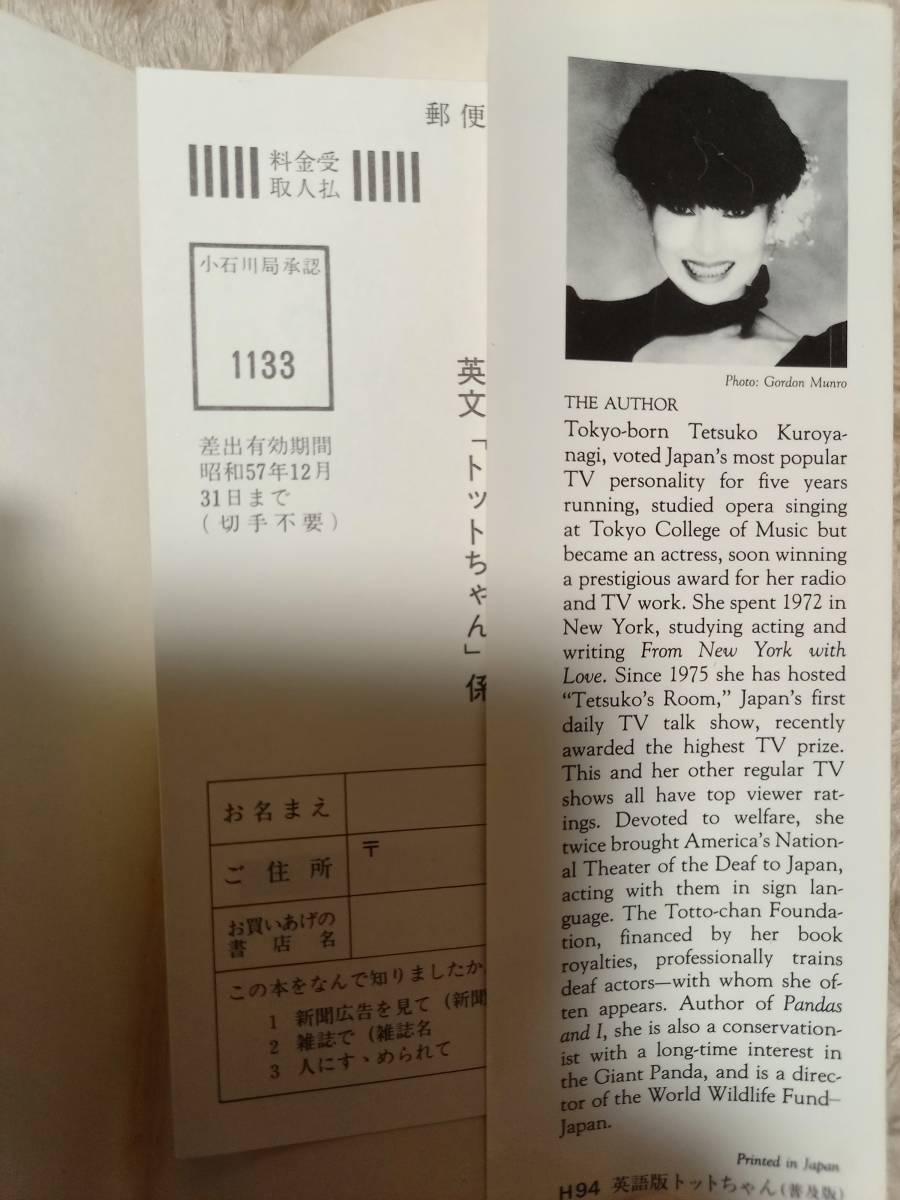 郵便
料金受
取人払
小石川局承認
1133
差出有効期間
昭和57年12月
31日まで
(切手不要)
英文「トットちゃん」係
お名まえ
ご住所
〒
お買いあげの
書店名
この本をなんで知りましたか
1 新聞広告を見て(新聞
2 雑誌で(雑誌名
3 人にすゝめられて
Photo: Gordon Munro
THE AUTHOR
Tokyo-born Tetsuko Kuroya-
nagi, voted Japan's most popular
TV personality for five years
running, studied opera singing
at Tokyo College of Music but
became an actress, soon winning
a prestigious award for her radio
and TV work. She spent 1972 in
New York, studying acting and
writing From New York with
Love. Since 1975 she has hosted
“Tetsuko's Room,” Japan's first
daily TV talk show, recently
awarded the highest TV prize.
This and her other regular TV
shows all have top viewer rat-
ings. Devoted to welfare, she
twice brought America's Nation-
al Theater of the Deaf to Japan,
acting with them in sign lan-
guage. The Totto-chan Founda-
tion, financed by her book
royalties, professionally trains
deaf actors—with whom she of-
ten appears. Author of Pandas
and I, she is also a conservation-
ist with a long-time interest in
the Giant Panda, and is a direc-
tor of the World Wildlife Fund–
Japan.
Printed in Japan
H94 英語版トットちゃん(普及版)